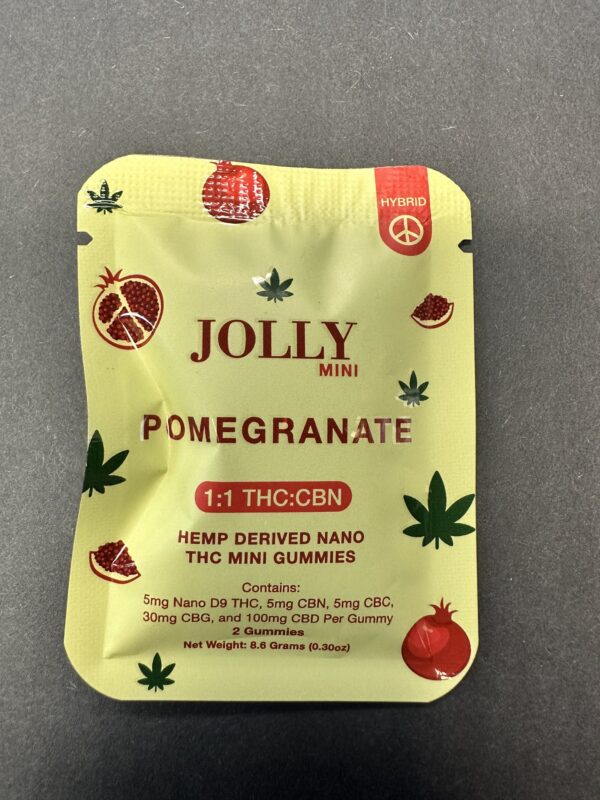 HYBRID
JOLLY
MINI
POMEGRANATE
1:1 THC:CBN
HEMP DERIVED NANO
THC MINI GUMMIES
Contains:
5mg Nano D9 THC, 5mg CBN, 5mg CBC,
30mg CBG, and 100mg CBD Per Gummy
2 Gummies
Net Weight: 8.6 Grams (0.30oz)